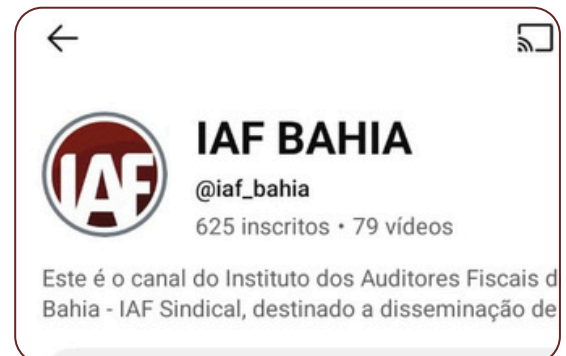 IAF
IAF BAHIA
@iaf_bahia
625 inscritos • 79 vídeos
Este é o canal do Instituto dos Auditores Fiscais d
Bahia - IAF Sindical, destinado a disseminação de